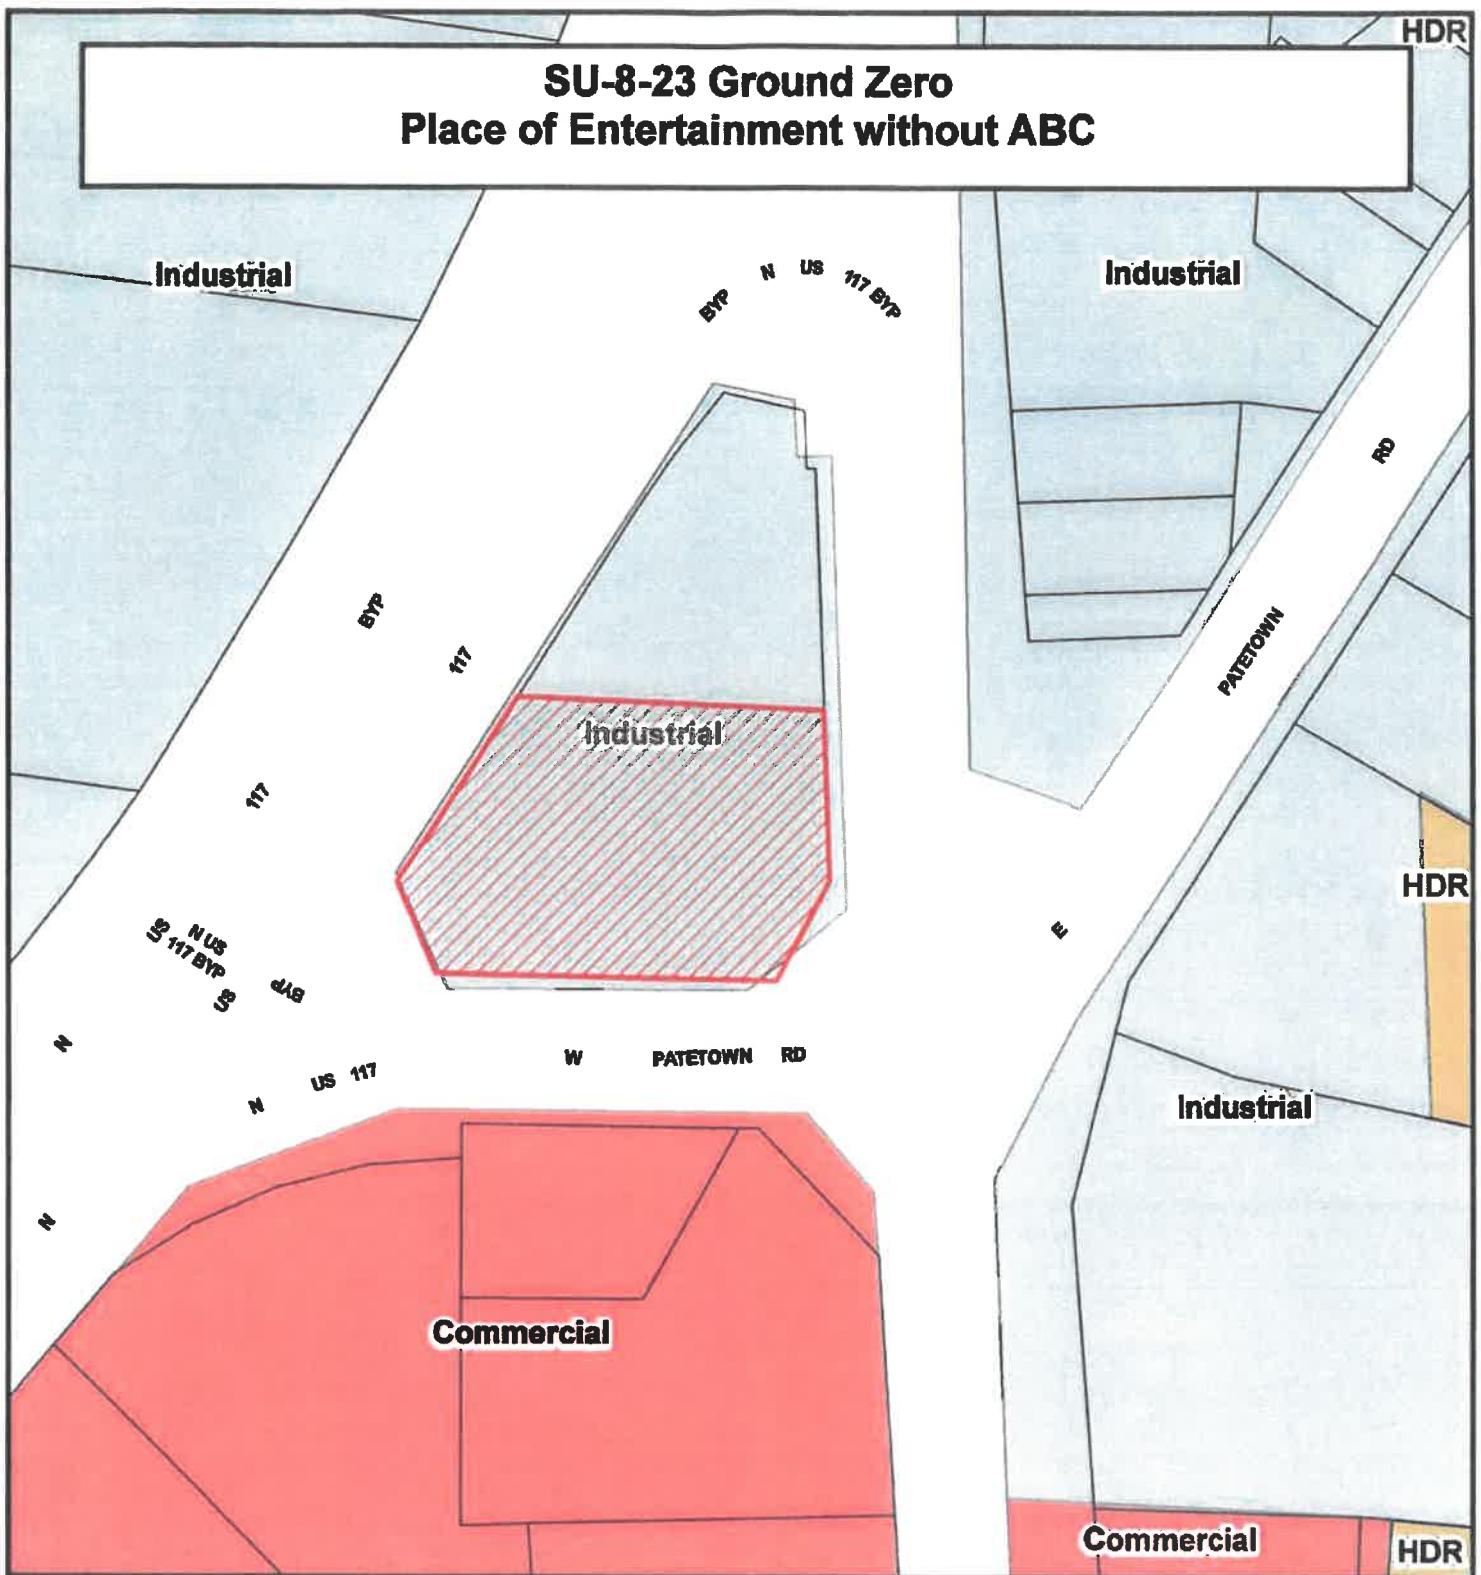 HDR
SU-8-23 Ground Zero
Place of Entertainment without ABC
Industrial
Industrial
BYP N US 117 BYP
RD
BYP
117
PATETOWN
Industrial
117
HDR
US
N US
117 BYP
US
BYP
E
N
W PATETOWN RD
US 117
N
Industrial
N
Commercial
Commercial
HDR